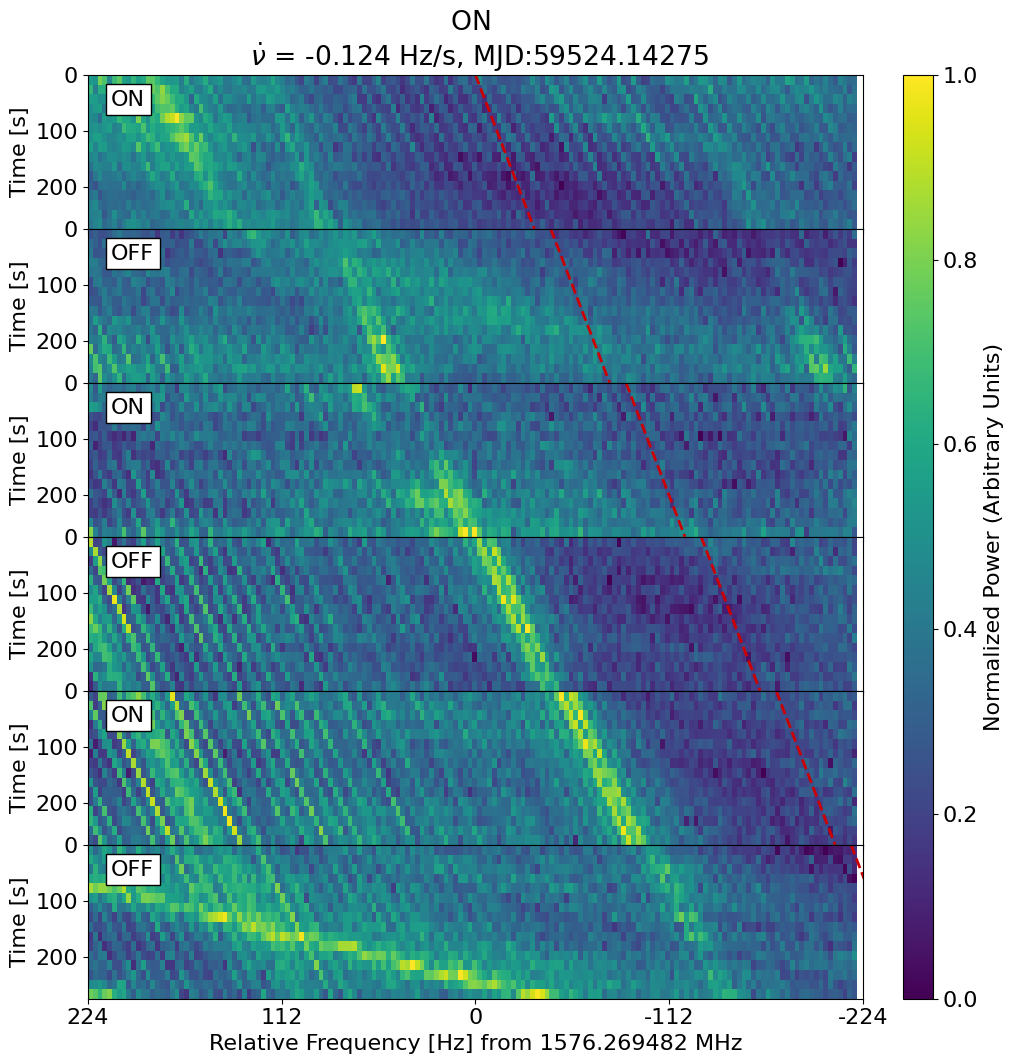 ON
ν̇ = -0.124 Hz/s, MJD:59524.14275
ON
OFF
ON
OFF
ON
OFF
Time [s]
0
100
200
Time [s]
0
100
200
Time [s]
0
100
200
Time [s]
0
100
200
Time [s]
0
100
200
Time [s]
0
100
200
224
112
0
-112
-224
Relative Frequency [Hz] from 1576.269482 MHz
1.0
0.8
0.6
0.4
0.2
0.0
Normalized Power (Arbitrary Units)